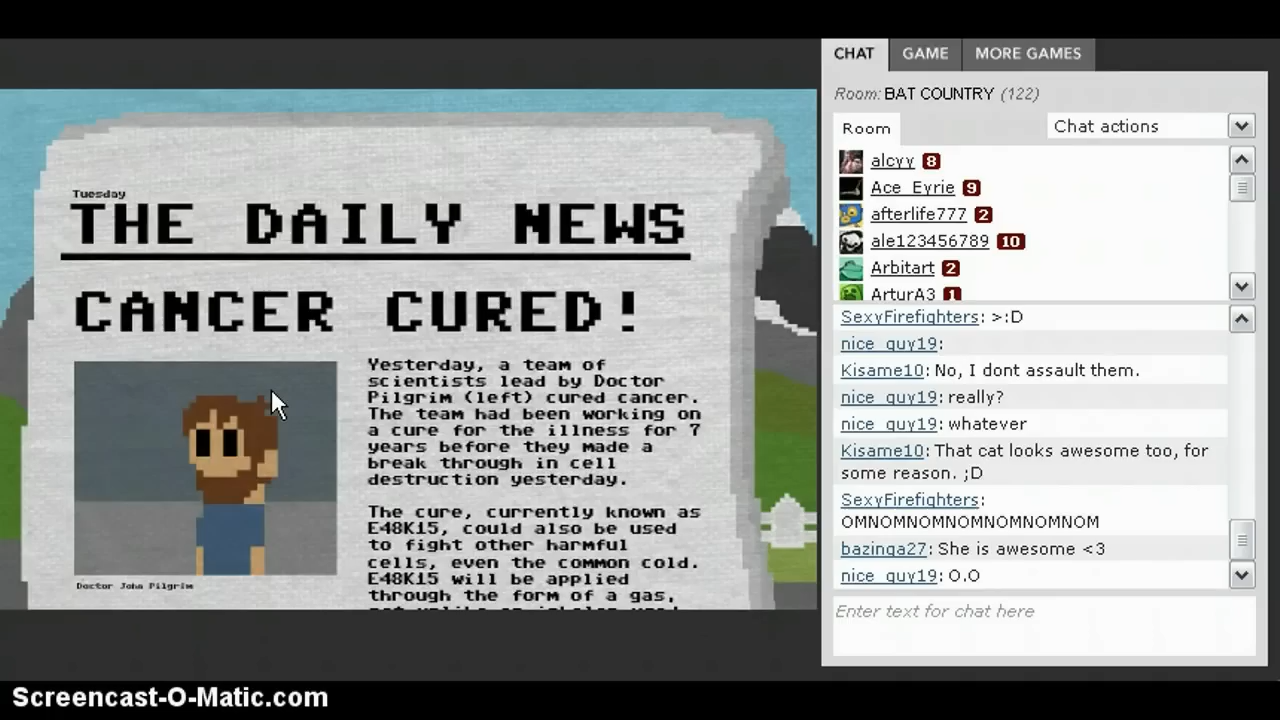 Tuesday
THE DAILY NEWS
CANCER CURED!
Yesterday, a team of
scientists lead by Doctor
Pilgrim (left) cured cancer.
The team had been working on
a cure for the illness for 7
years before they made a
break through in cell
destruction yesterday.
The cure, currently known as
E48K15, could also be used
to fight other harmful
cells, even the common cold.
E48K15 will be applied
through the form of a gas,
Doctor John Pilgrim
CHAT GAME MORE GAMES
Room: BAT COUNTRY (122)
Room Chat actions
alcyy 8
Ace_Eyrie 9
afterlife777 2
ale123456789 10
Arbitart 2
ArturA3 1
SexyFirefighters: >:D
nice_guy19:
Kisame10: No, I dont assault them.
nice_guy19: really?
nice_guy19: whatever
Kisame10: That cat looks awesome too, for
some reason. ;D
SexyFirefighters:
OMNOMNOMNOMNOMNOMNOM
bazinga27: She is awesome <3
nice_guy19: O.O
Enter text for chat here
Screencast-O-Matic.com